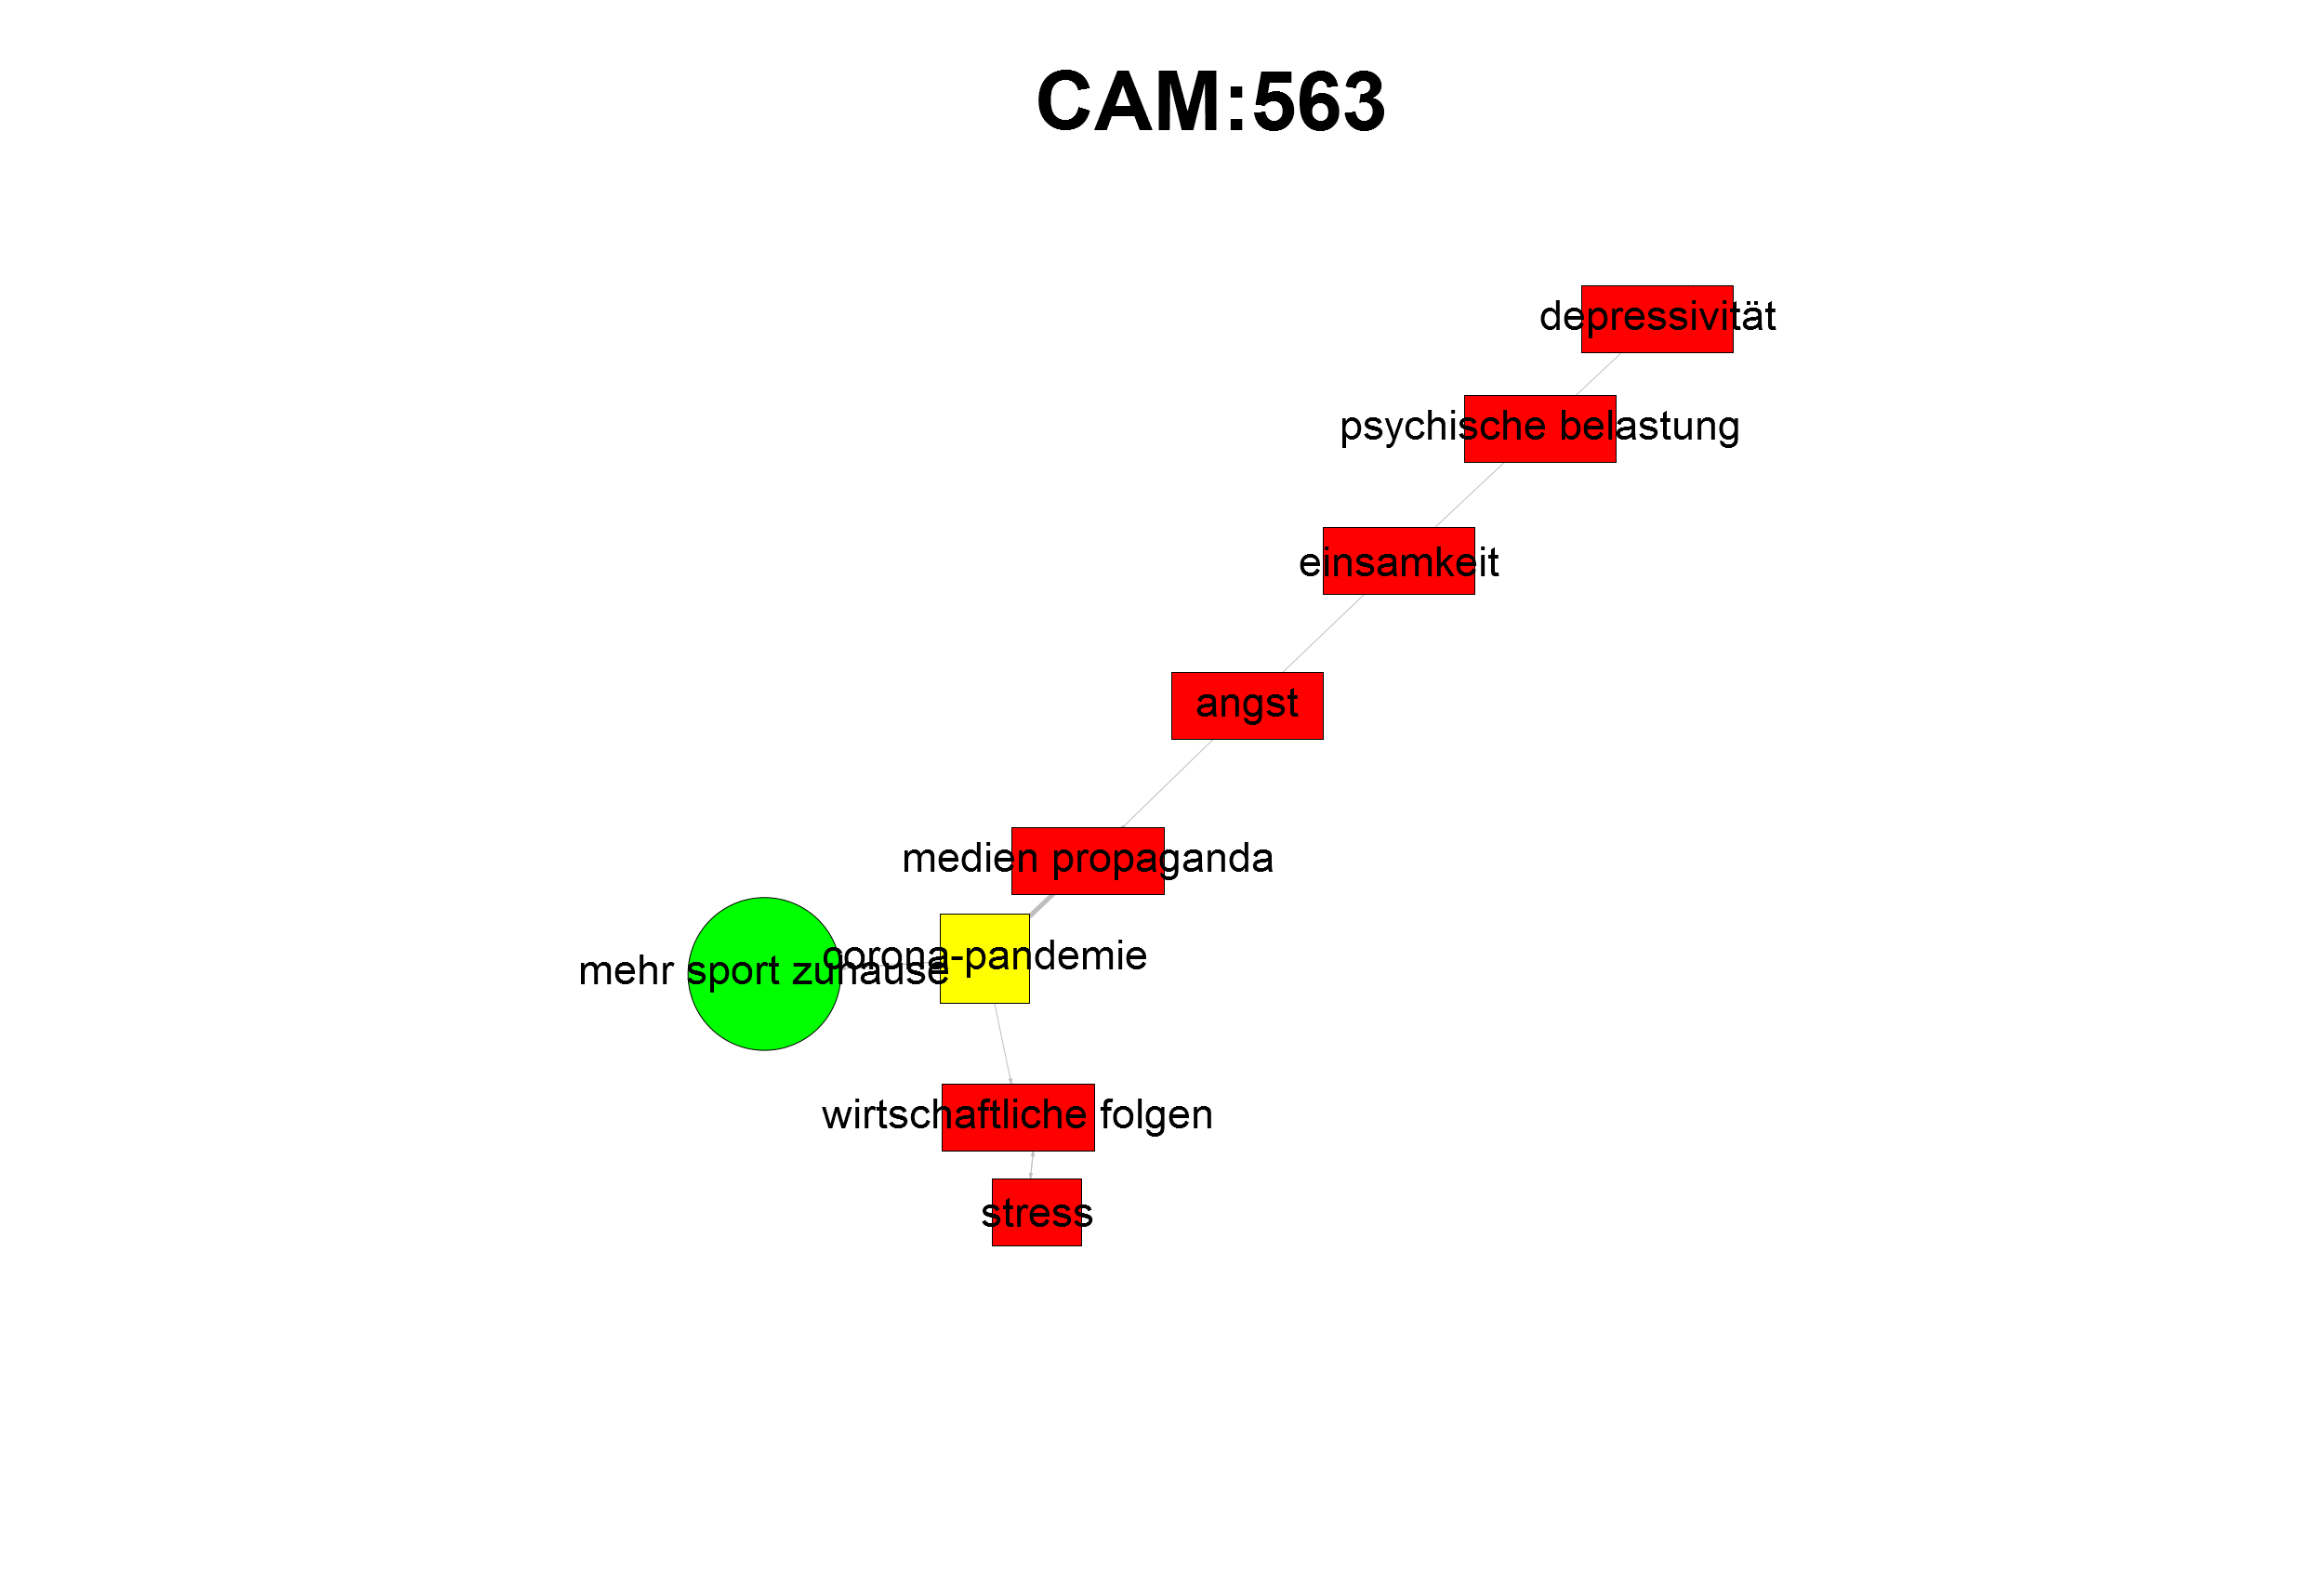 CAM:563
depressivität
psychische belastung
einsamkeit
angst
medien propaganda
corona-pandemie
mehr sport zuhause
wirtschaftliche folgen
stress